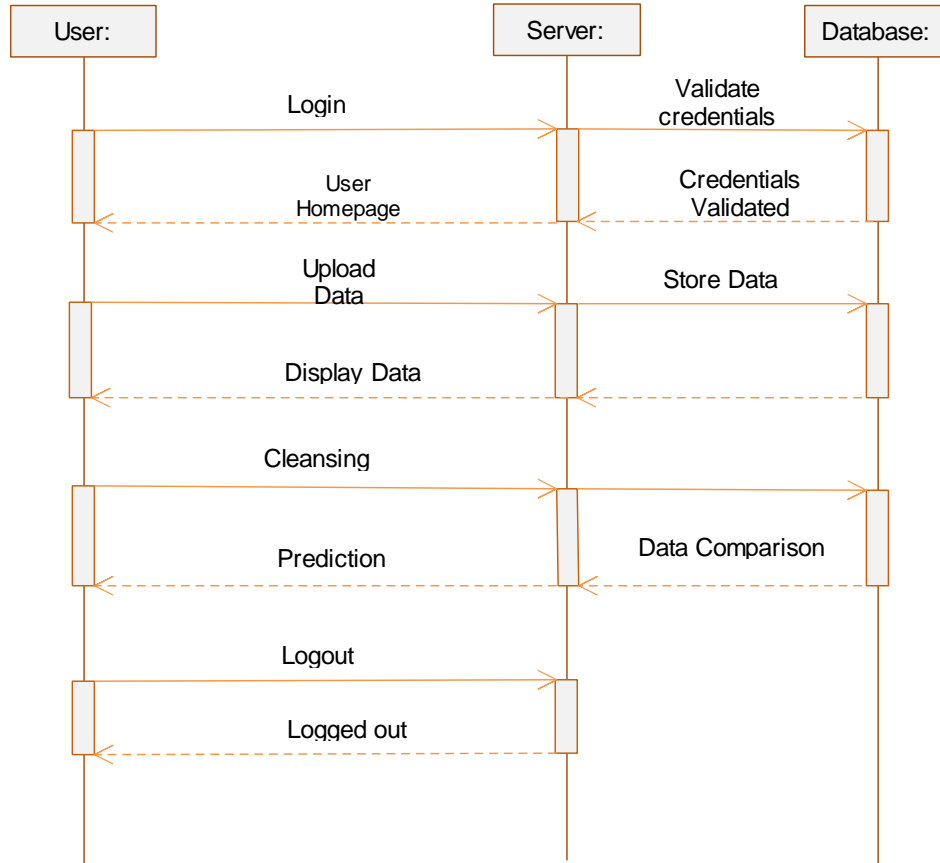 User:
Server:
Database:
Login
Validate
credentials
User
Homepage
Credentials
Validated
Upload
Data
Store Data
Display Data
Cleansing
Prediction
Data Comparison
Logout
Logged out